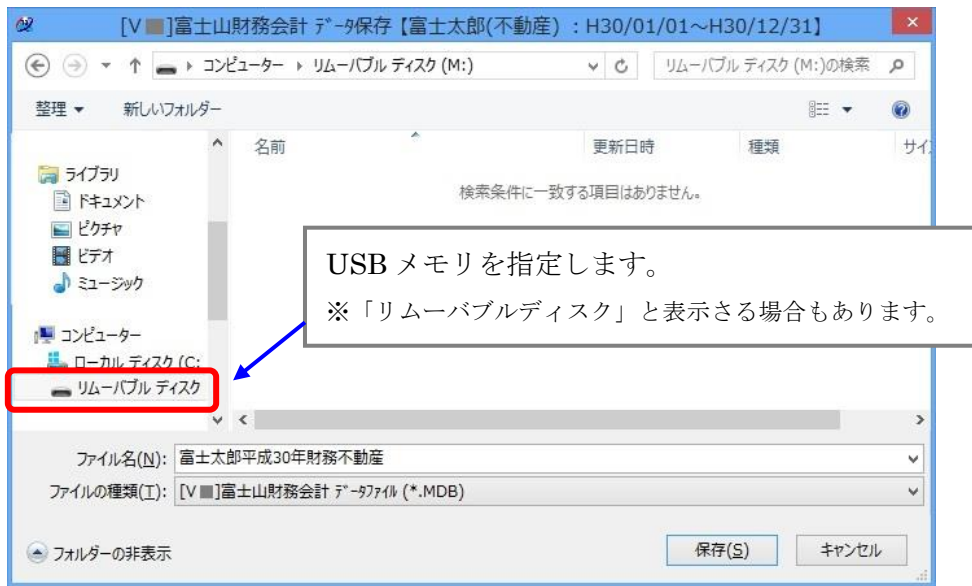 [V ■]富士山財務会計 ﾃﾞｰﾀ保存【富士太郎(不動産) : H30/01/01～H30/12/31】
コンピューター リムーバブル ディスク (M:)
リムーバブル ディスク (M:)の検索
整理 新しいフォルダー
名前 更新日時 種類 サイ
ライブラリ
検索条件に一致する項目はありません。
ドキュメント
ピクチャ
ビデオ
ミュージック
USB メモリを指定します。
※「リムーバブルディスク」と表示さる場合もあります。
コンピューター
ローカル ディスク (C:
リムーバブル ディスク
ファイル名(N): 富士太郎平成30年財務不動産
ファイルの種類(T): [V ■]富士山財務会計 ﾃﾞｰﾀﾌｧｲﾙ (*.MDB)
フォルダーの非表示
保存(S) キャンセル